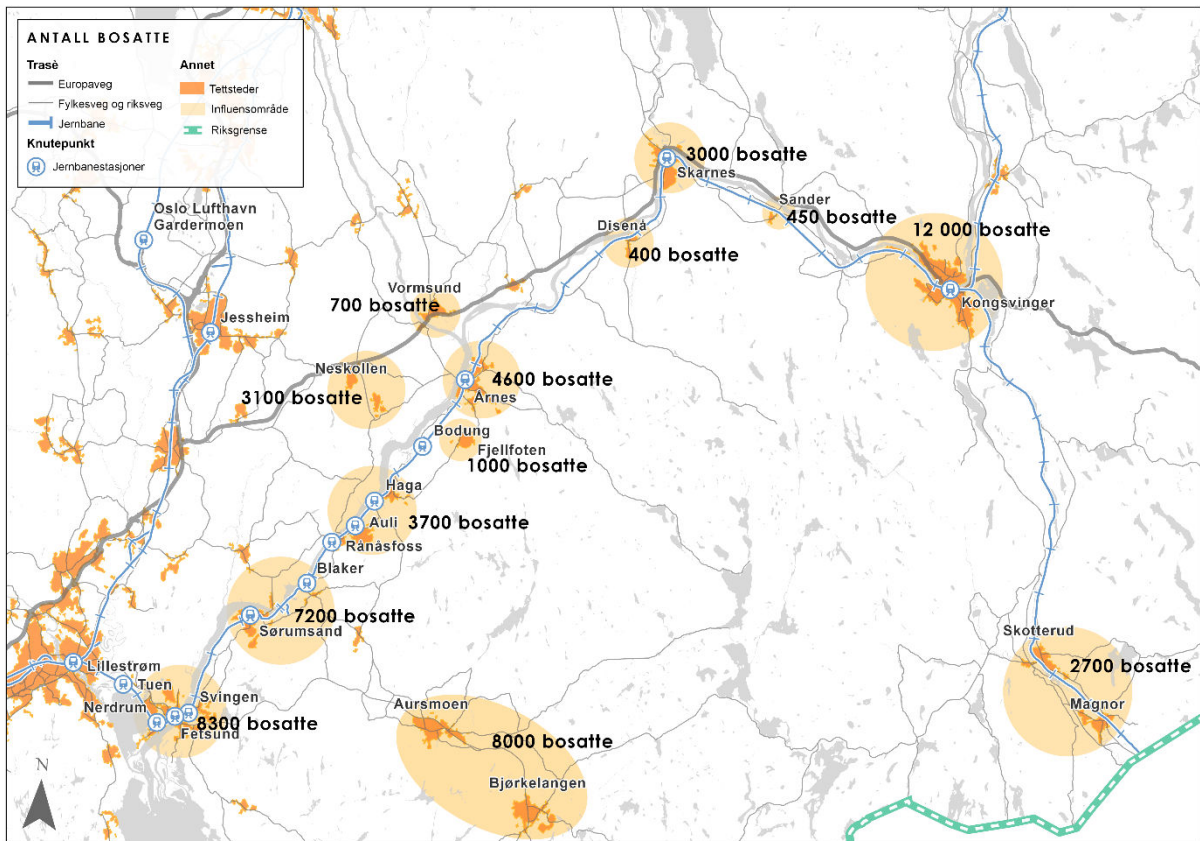 ANTALL BOSATTE
Trasè
Europaveg
Fylkesveg og riksveg
Jernbane
Knutepunkt
Jernbanestasjoner
Annet
Tettsteder
Influensområde
Riksgrense
Oslo Lufthavn
Gardermoen
Jessheim
3000 bosatte
Skarnes
Sander
450 bosatte
Disenå
400 bosatte
12 000 bosatte
Kongsvinger
Vormsund
700 bosatte
Neskollen
3100 bosatte
4600 bosatte
Årnes
Bodung
Fjellfoten
1000 bosatte
Haga
Auli
3700 bosatte
Rånåsfoss
Blaker
7200 bosatte
Sørumsand
Lillestrøm
Tuen
Nerdrum
Svingen
8300 bosatte
Fetsund
Aursmoen
8000 bosatte
Bjørkelangen
Skotterud
2700 bosatte
Magnor
N